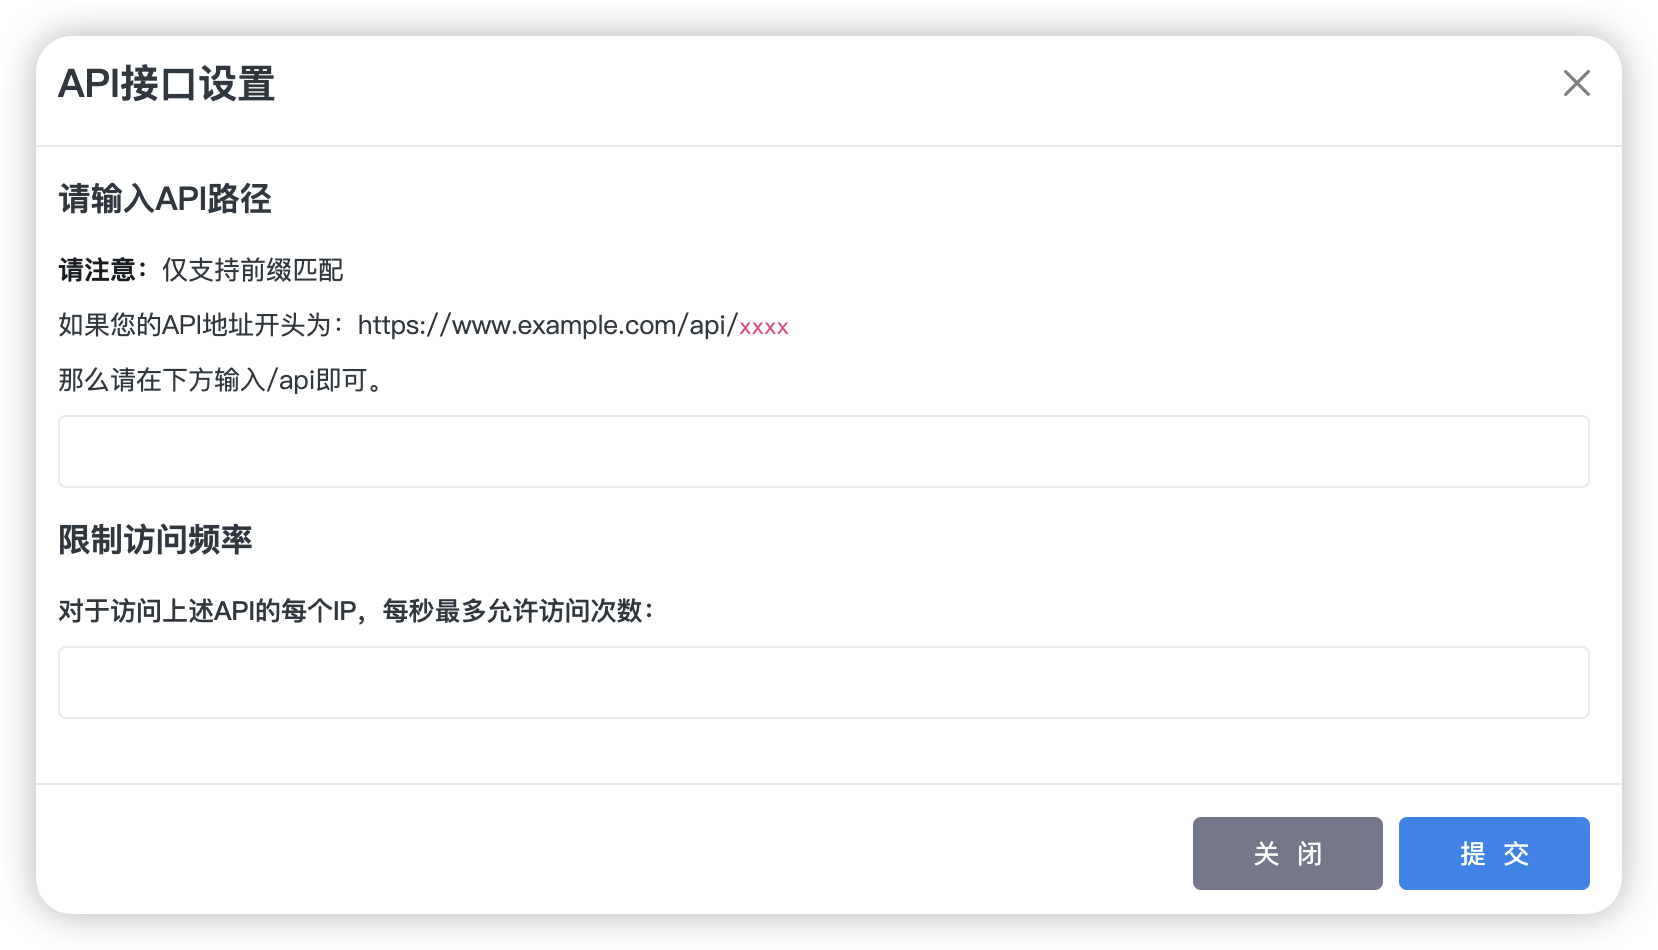 API接口设置
请输入API路径
请注意：仅支持前缀匹配
如果您的API地址开头为：https://www.example.com/api/xxxx
那么请在下方输入/api即可。
限制访问频率
对于访问上述API的每个IP，每秒最多允许访问次数：
关 闭
提 交